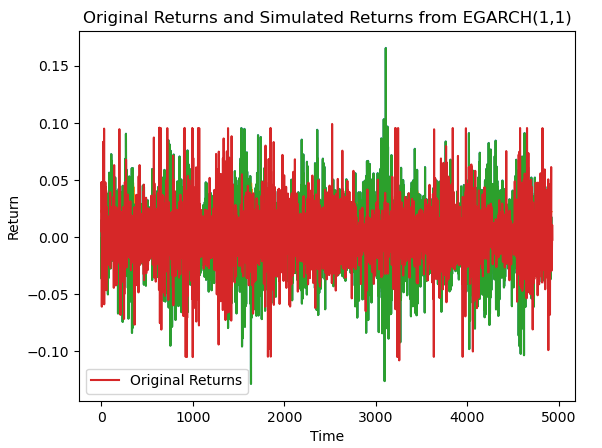 Original Returns and Simulated Returns from EGARCH(1,1)
0.15
0.10
0.05
0.00
−0.05
−0.10
Return
Original Returns
0 1000 2000 3000 4000 5000
Time